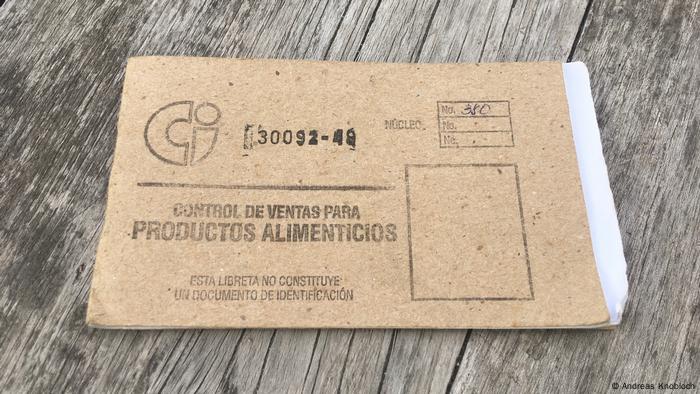 Ci
30092-48
NÚCLEO
No. 380
No.
No.
CONTROL DE VENTAS PARA
PRODUCTOS ALIMENTICIOS
ESTA LIBRETA NO CONSTITUYE
UN DOCUMENTO DE IDENTIFICACIÓN
© Andreas Knobloch